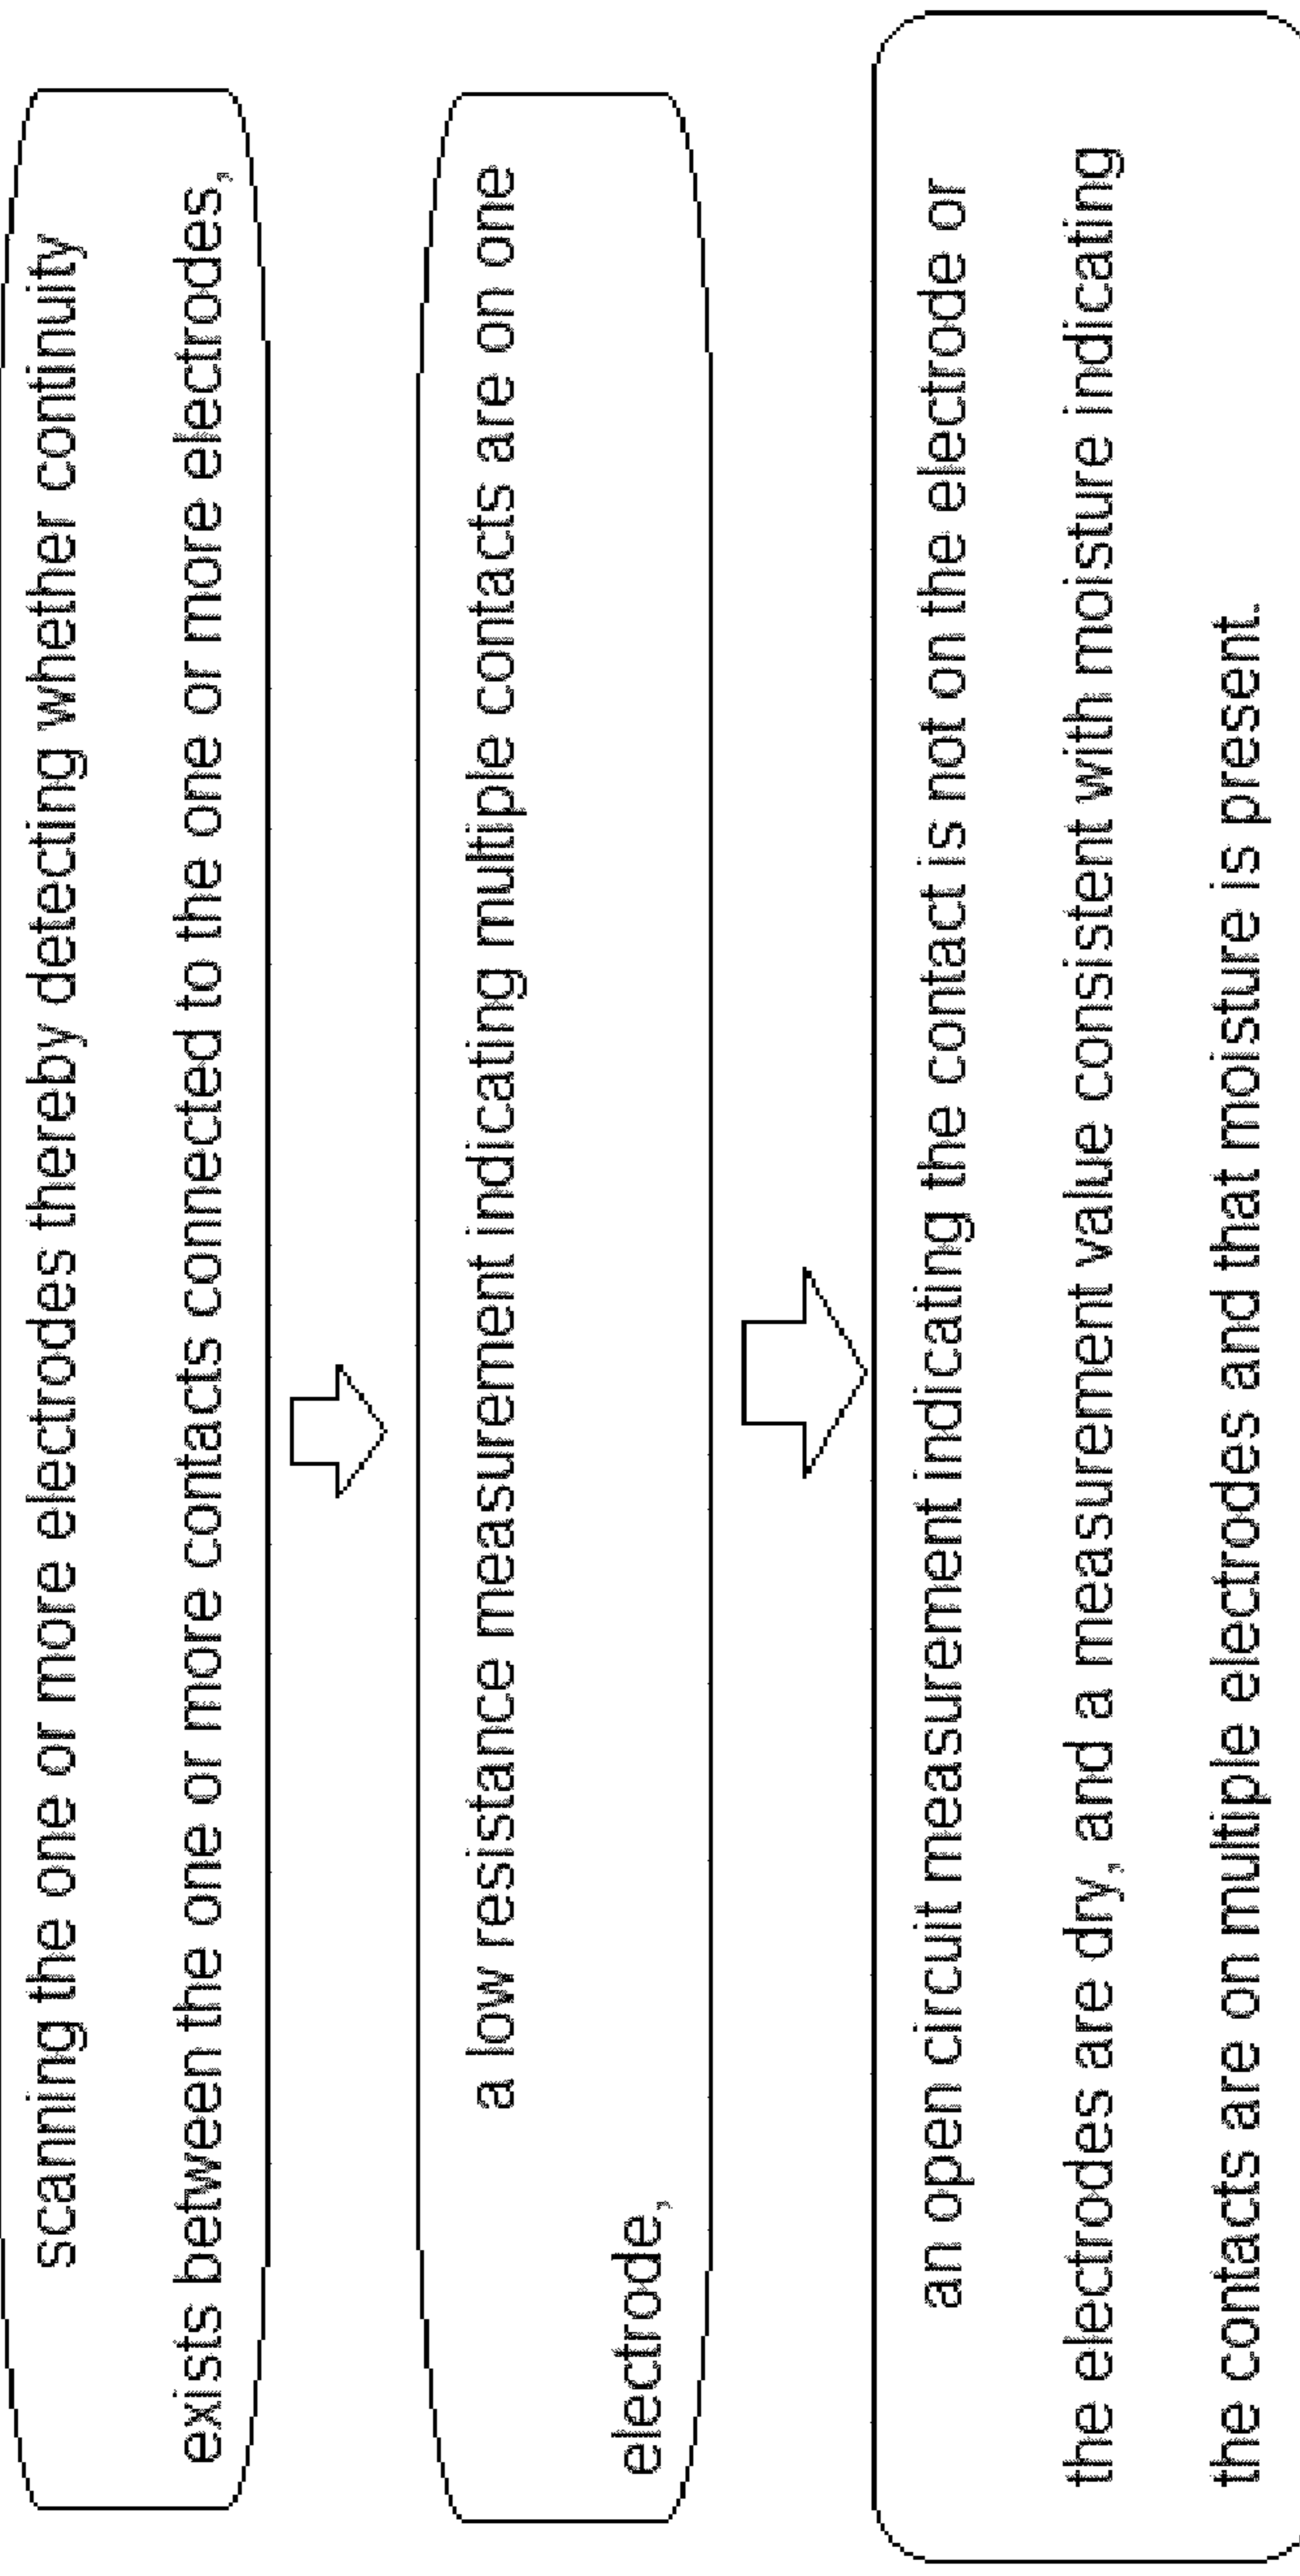 scanning the one or more electrodes thereby detecting whether continuity
exists between the one or more contacts connected to the one or more electrodes,
a low resistance measurement indicating multiple contacts are on one
electrode,
an open circuit measurement indicating the contact is not on the electrode or
the electrodes are dry, and a measurement value consistent with moisture indicating
the contacts are on multiple electrodes and that moisture is present.